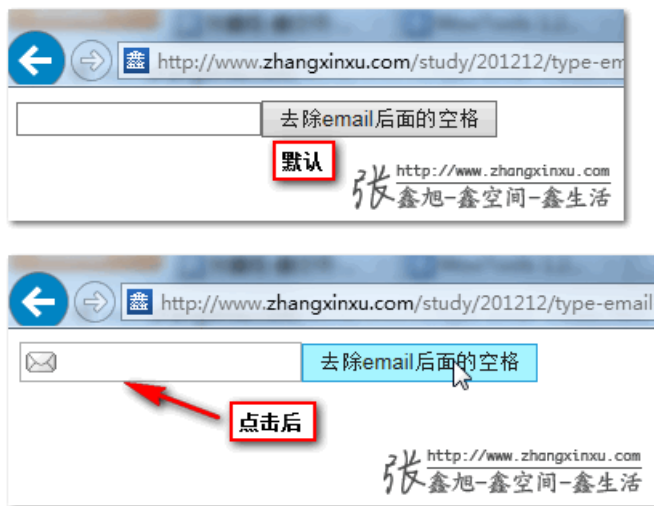 鑫 http://www.zhangxinxu.com/study/201212/type-em
去除email后面的空格
默认
张 http://www.zhangxinxu.com
鑫旭-鑫空间-鑫生活
鑫 http://www.zhangxinxu.com/study/201212/type-email
去除email后面的空格
点击后
张 http://www.zhangxinxu.com
鑫旭-鑫空间-鑫生活